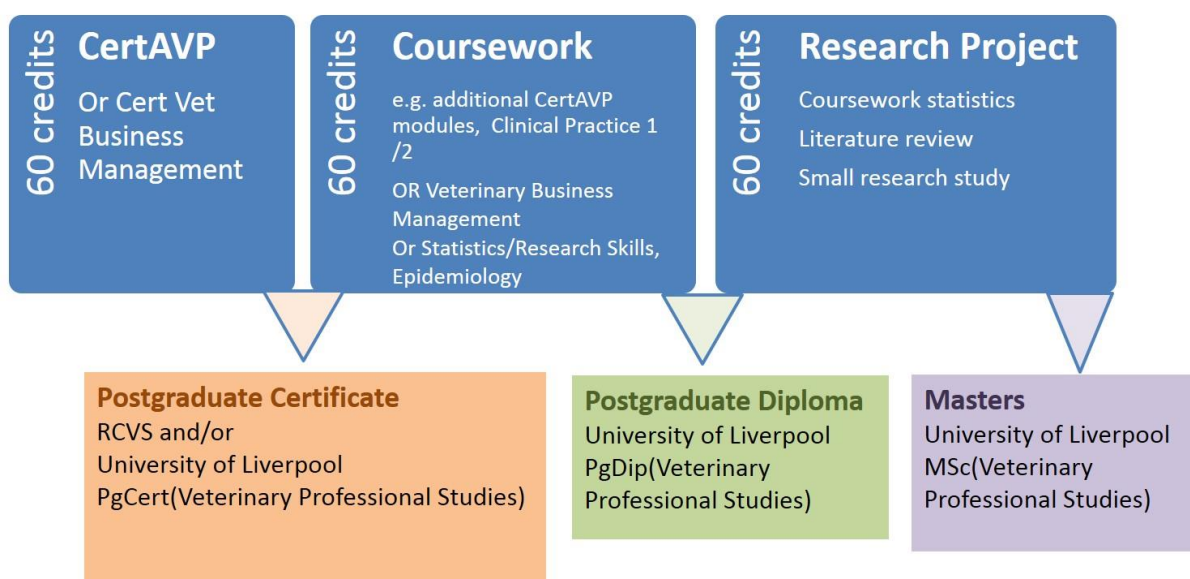 60 credits
CertAVP
Or Cert Vet
Business
Management
60 credits
Coursework
e.g. additional CertAVP
modules, Clinical Practice 1
/2
OR Veterinary Business
Management
Or Statistics/Research Skills,
Epidemiology
60 credits
Research Project
Coursework statistics
Literature review
Small research study
Postgraduate Certificate
RCVS and/or
University of Liverpool
PgCert(Veterinary Professional Studies)
Postgraduate Diploma
University of Liverpool
PgDip(Veterinary
Professional Studies)
Masters
University of Liverpool
MSc(Veterinary
Professional Studies)